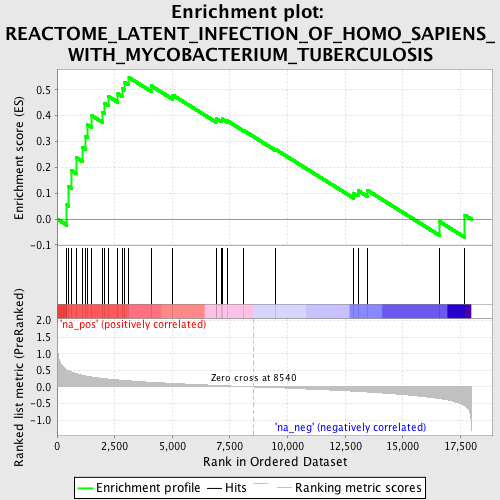 Enrichment plot:
REACTOME_LATENT_INFECTION_OF_HOMO_SAPIENS_
WITH_MYCOBACTERIUM_TUBERCULOSIS
Enrichment score (ES)
0.5
0.4
0.3
0.2
0.1
0.0
-0.1
'na_pos' (positively correlated)
Ranked list metric (PreRanked)
2.0
1.5
1.0
0.5
0.0
-0.5
-1.0
Zero cross at 8540
'na_neg' (negatively correlated)
0 2,500 5,000 7,500 10,000 12,500 15,000 17,500
Rank in Ordered Dataset
Enrichment profile Hits Ranking metric scores